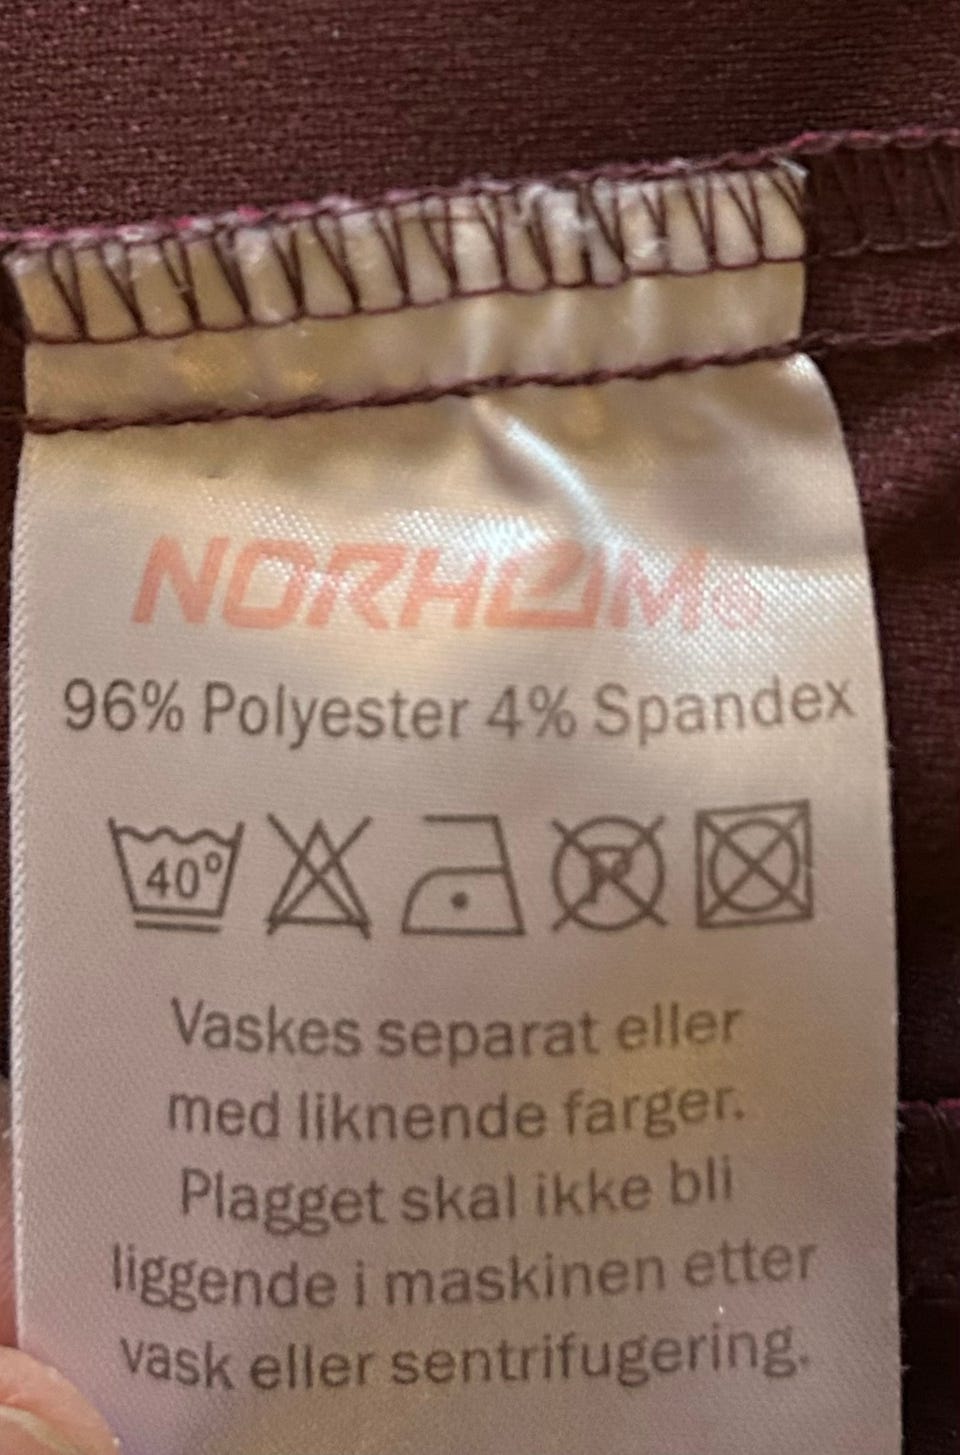 NORHEIM®
96% Polyester 4% Spandex
40°
P
Vaskes separat eller
med liknende farger.
Plagget skal ikke bli
liggende i maskinen etter
vask eller sentrifugering.